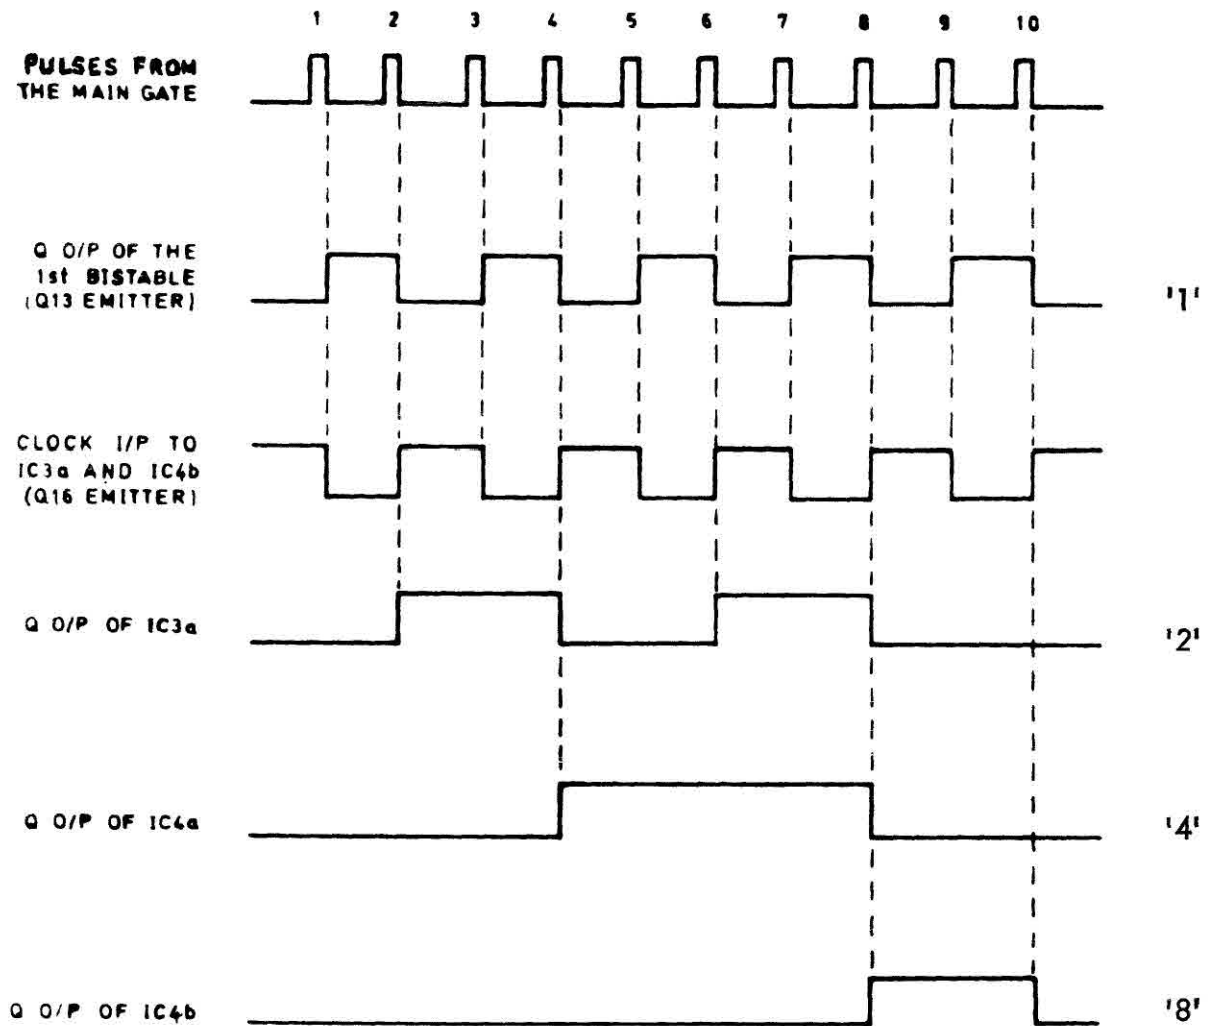 1 2 3 4 5 6 7 8 9 10
PULSES FROM
THE MAIN GATE
Q O/P OF THE
1st BISTABLE
(Q13 EMITTER)
'1'
CLOCK I/P TO
IC3a AND IC4b
(Q16 EMITTER)
Q O/P OF IC3a
'2'
Q O/P OF IC4a
'4'
Q O/P OF IC4b
'8'